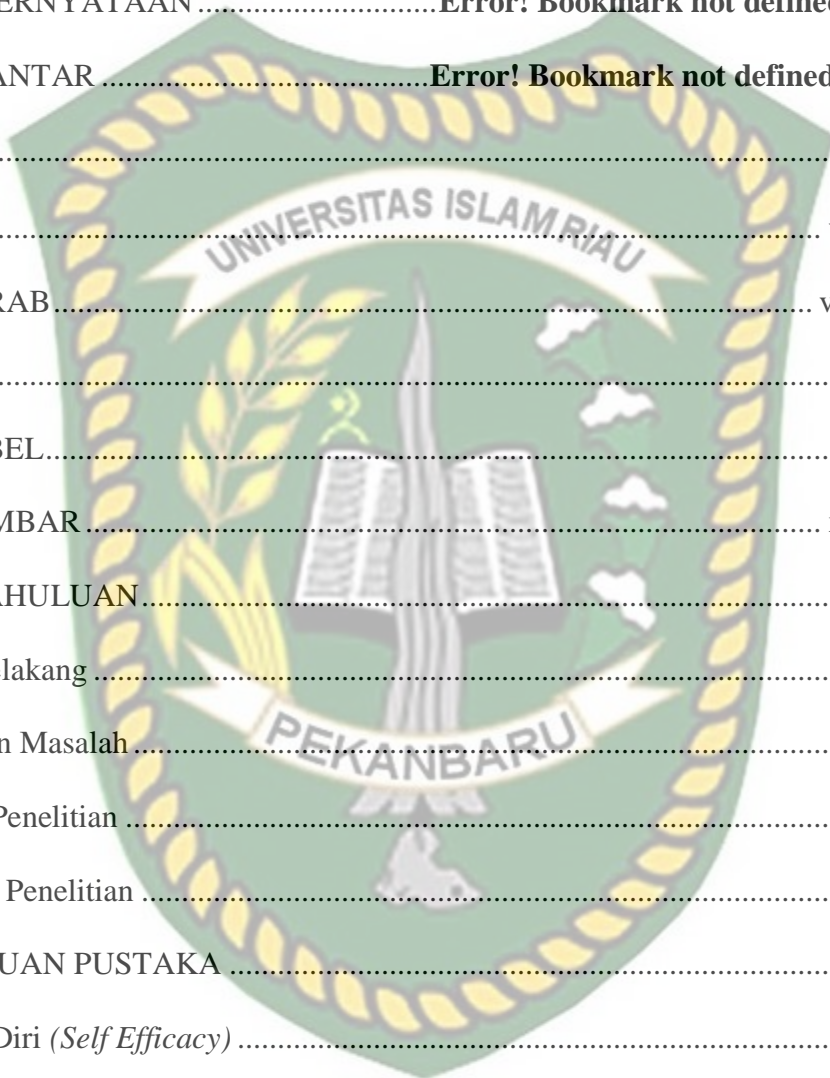 ERNYATAAN ........................... Error! Bookmark not defined
ANTAR ..................................... Error! Bookmark not defined
UNIVERSITAS ISLAM RIAU
RAB ....................................................................................... v
BEL........................................................................................
MBAR ....................................................................................
AHULUAN..............................................................................
elakang ...................................................................................
n Masalah ...............................................................................
PEKANBARU
Penelitian ................................................................................
Penelitian ...............................................................................
UAN PUSTAKA .....................................................................
Diri (Self Efficacy) ..................................................................